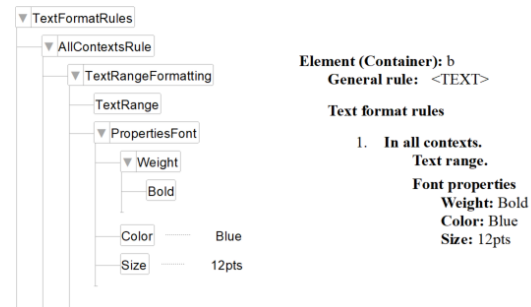 TextFormatRules
AllContextsRule
TextRangeFormatting
TextRange
PropertiesFont
Weight
Bold
Color Blue
Size 12pts
Element (Container): b
General rule: <TEXT>
Text format rules
1. In all contexts.
Text range.
Font properties
Weight: Bold
Color: Blue
Size: 12pts